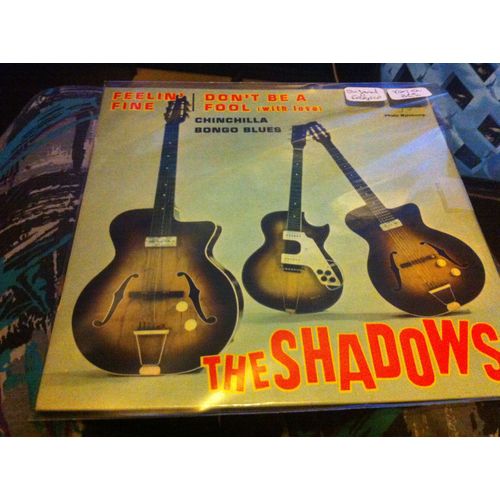 FEELIN' FINE
DON'T BE A
FOOL (with love)
CHINCHILLA
BONGO BLUES
THE SHADOWS